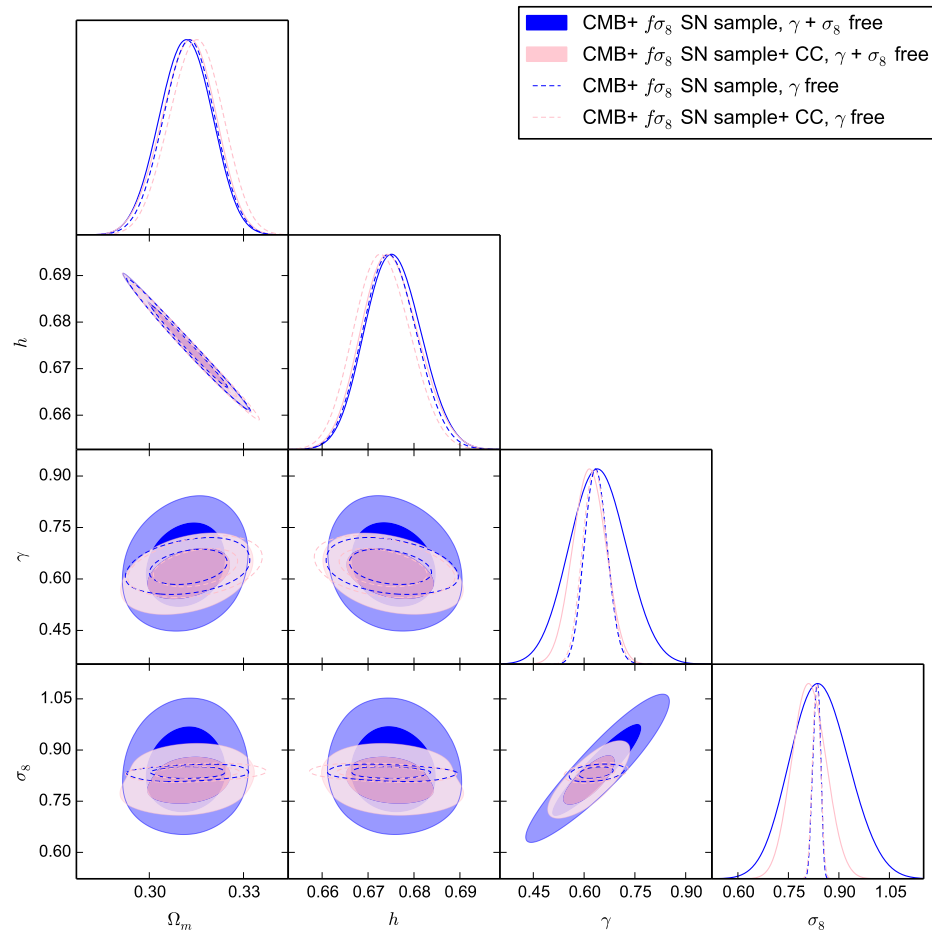 CMB+ fσ₈ SN sample, γ + σ₈ free
CMB+ fσ₈ SN sample+ CC, γ + σ₈ free
CMB+ fσ₈ SN sample, γ free
CMB+ fσ₈ SN sample+ CC, γ free
0.69
0.68
0.67
0.66
h
0.90
0.75
0.60
0.45
γ
1.05
0.90
0.75
0.60
σ₈
0.30 0.33
0.66 0.67 0.68 0.69
0.45 0.60 0.75 0.90
0.60 0.75 0.90 1.05
Ωₘ
h
γ
σ₈